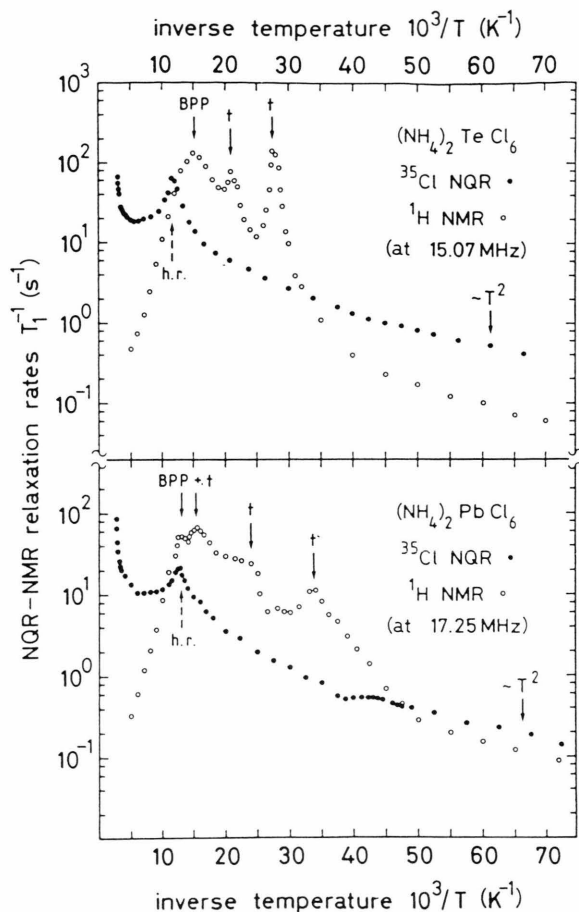 inverse temperature 10³/T (K⁻¹)
0 10 20 30 40 50 60 70
NQR-NMR relaxation rates T₁⁻¹ (s⁻¹)
10³
10²
10¹
10⁰
10⁻¹
BPP
t
t
h.r.
(NH₄)₂ Te Cl₆
³⁵Cl NQR •
¹H NMR ○
(at 15.07 MHz)
~T²
10²
10¹
10⁰
10⁻¹
BPP + t
t
t
h.r.
(NH₄)₂ Pb Cl₆
³⁵Cl NQR •
¹H NMR ○
(at 17.25 MHz)
~T²
10 20 30 40 50 60 70
inverse temperature 10³/T (K⁻¹)